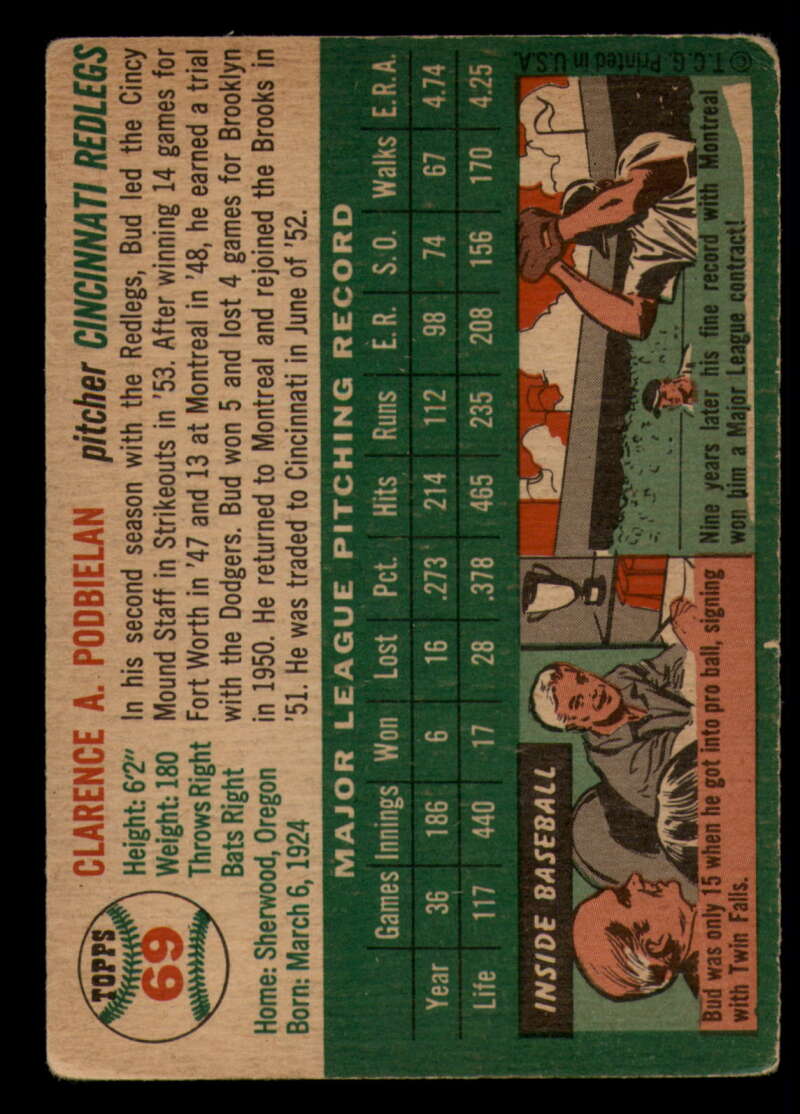 TOPPS
69
CLARENCE A. PODBIELAN pitcher CINCINNATI REDLEGS
Height: 6'2"
Weight: 180
Throws Right
Bats Right
Home: Sherwood, Oregon
Born: March 6, 1924
In his second season with the Redlegs, Bud led the Cincy
Mound Staff in Strikeouts in '53. After winning 14 games for
Fort Worth in '47 and 13 at Montreal in '48, he earned a trial
with the Dodgers. Bud won 5 and lost 4 games for Brooklyn
in 1950. He returned to Montreal and rejoined the Brooks in
'51. He was traded to Cincinnati in June of '52.
MAJOR LEAGUE PITCHING RECORD
Games Innings Won Lost Pct. Hits Runs E.R. S.O. Walks E.R.A.
Year 36 186 6 16 .273 214 112 98 74 67 4.74
Life 117 440 17 28 .378 465 235 208 156 170 4.25
INSIDE BASEBALL
Bud was only 15 when he got into pro ball, signing
with Twin Falls.
Nine years later his fine record with Montreal
won him a Major League contract!
© T.C.G. Printed in U.S.A.